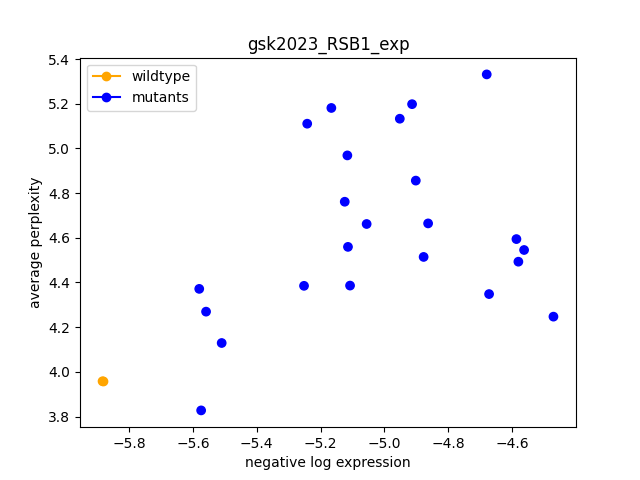 gsk2023_RSB1_exp
wildtype
mutants
average perplexity
5.4
5.2
5.0
4.8
4.6
4.4
4.2
4.0
3.8
−5.8 −5.6 −5.4 −5.2 −5.0 −4.8 −4.6
negative log expression